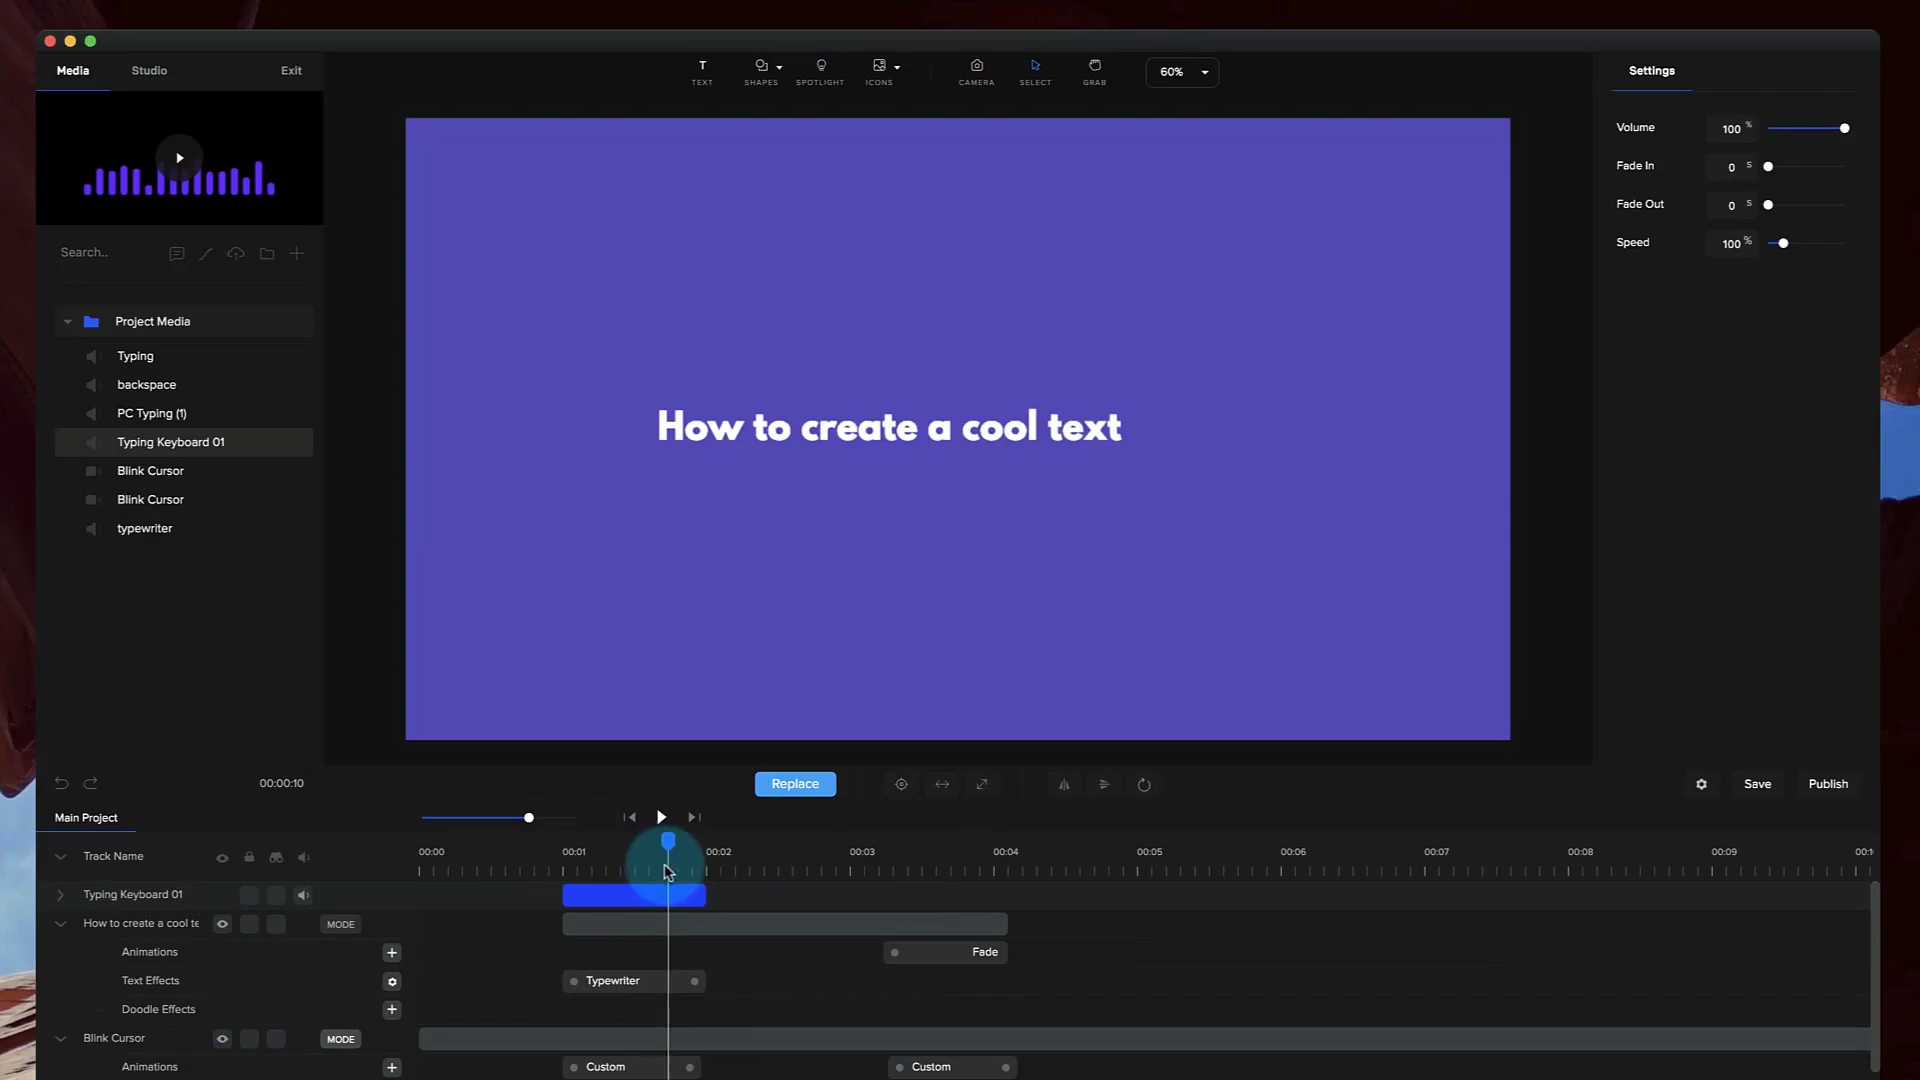 Media
Studio
Exit
TEXT
SHAPES
SPOTLIGHT
ICONS
CAMERA
SELECT
GRAB
60%
Settings
Volume
100 %
Fade In
0 s
Fade Out
0 s
Speed
100 %
Search..
Project Media
Typing
backspace
PC Typing (1)
Typing Keyboard 01
Blink Cursor
Blink Cursor
typewriter
How to create a cool text
00:00:10
Replace
Save
Publish
Main Project
Track Name
00:00
00:01
00:02
00:03
00:04
00:05
00:06
00:07
00:08
00:09
00:1
Typing Keyboard 01
How to create a cool te
MODE
Animations
Fade
Text Effects
Typewriter
Doodle Effects
Blink Cursor
MODE
Animations
Custom
Custom